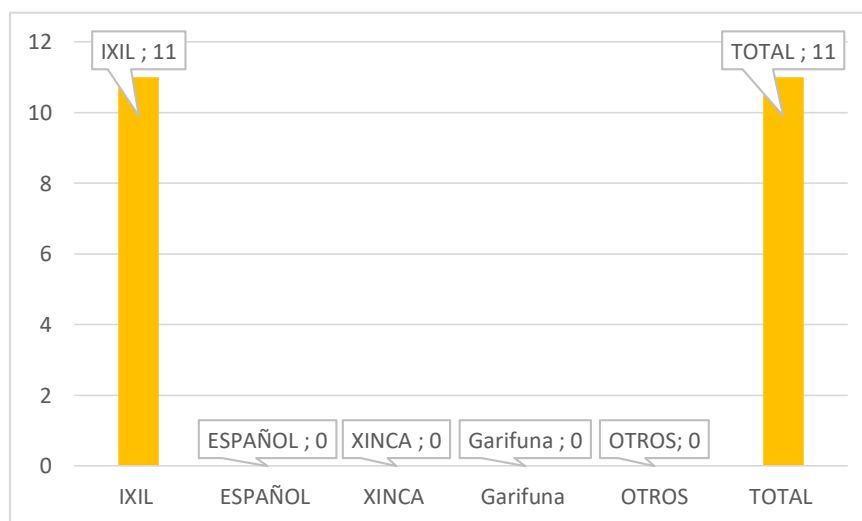 12
10
8
6
4
2
0
IXIL ; 11
ESPAÑOL ; 0
XINCA ; 0
Garifuna ; 0
OTROS; 0
TOTAL ; 11
IXIL ESPAÑOL XINCA Garifuna OTROS TOTAL